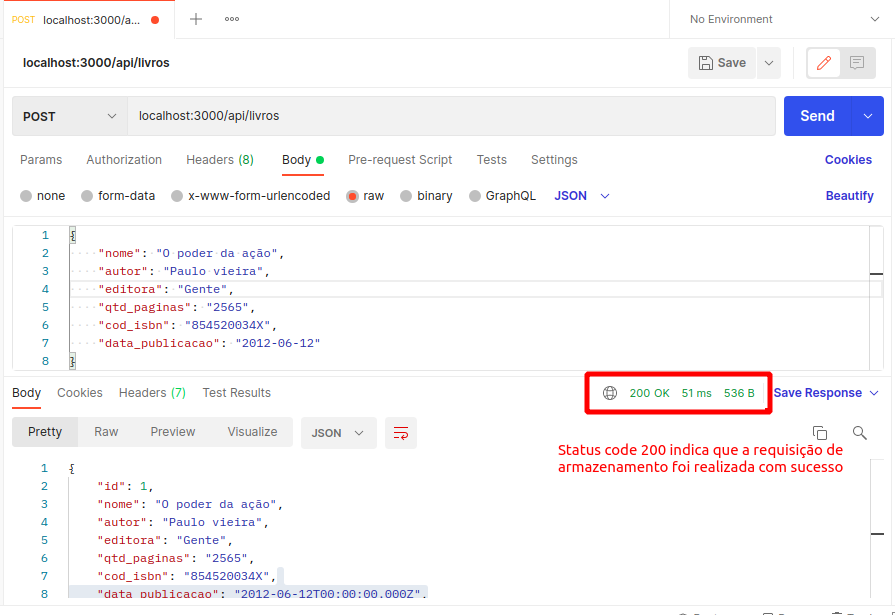 POST localhost:3000/a... No Environment
localhost:3000/api/livros Save
POST localhost:3000/api/livros Send
Params Authorization Headers (8) Body Pre-request Script Tests Settings Cookies
none form-data x-www-form-urlencoded raw binary GraphQL JSON Beautify
1 {
2 "nome": "O poder da ação",
3 "autor": "Paulo vieira",
4 "editora": "Gente",
5 "qtd_paginas": "2565",
6 "cod_isbn": "854520034X",
7 "data_publicacao": "2012-06-12"
8 }
Body Cookies Headers (7) Test Results 200 OK 51 ms 536 B Save Response
Pretty Raw Preview Visualize JSON
Status code 200 indica que a requisição de
armazenamento foi realizada com sucesso
1 {
2 "id": 1,
3 "nome": "O poder da ação",
4 "autor": "Paulo vieira",
5 "editora": "Gente",
6 "qtd_paginas": "2565",
7 "cod_isbn": "854520034X",
8 "data_publicacao": "2012-06-12T00:00:00.000Z",